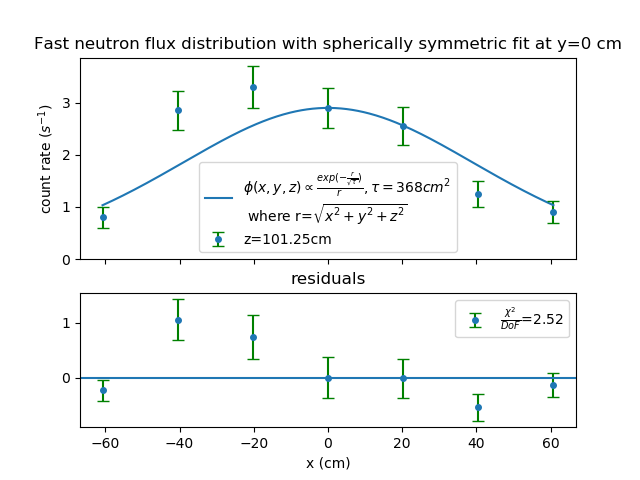 Fast neutron flux distribution with spherically symmetric fit at y=0 cm
count rate (s⁻¹)
3
2
1
0
ϕ(x, y, z) ∝ exp(−r/√τ)/r, τ = 368cm²
where r=√x² + y² + z²
z=101.25cm
residuals
1
0
χ²/DoF=2.52
−60 −40 −20 0 20 40 60
x (cm)